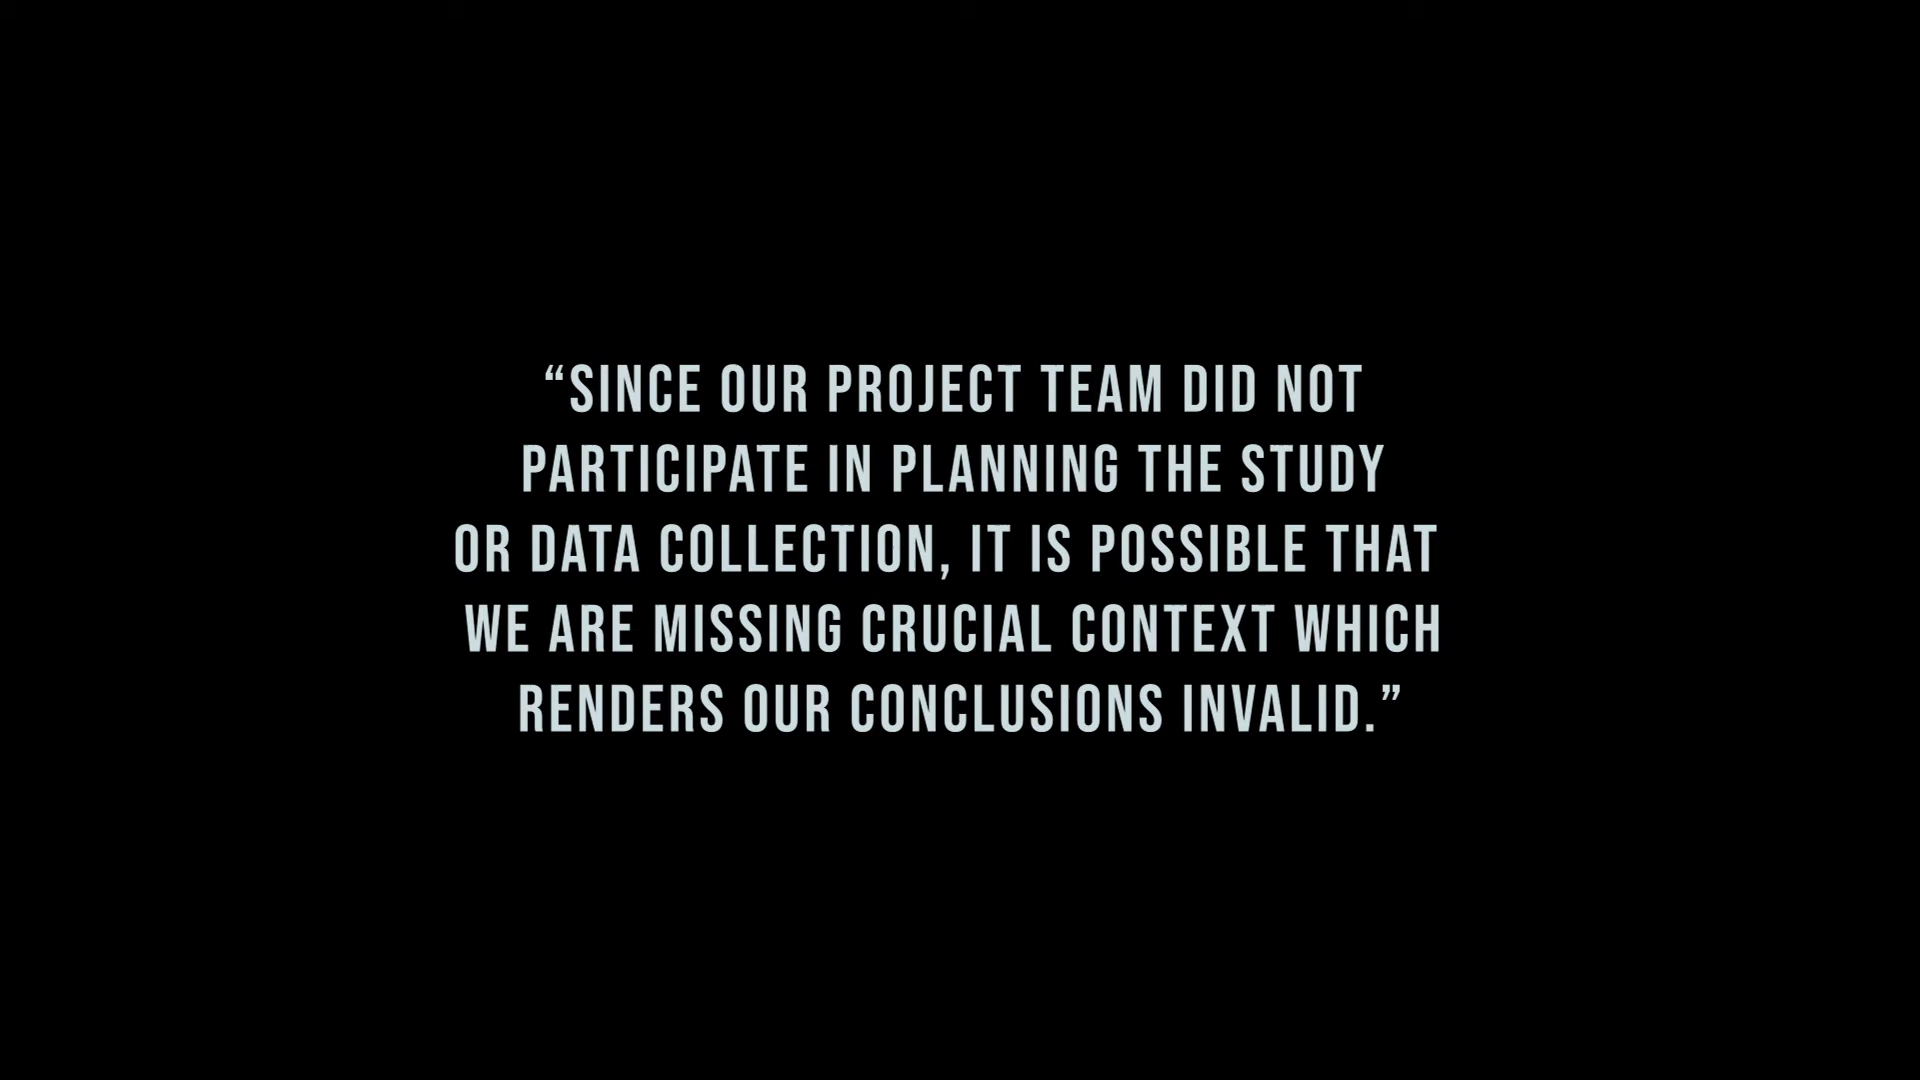 “SINCE OUR PROJECT TEAM DID NOT
PARTICIPATE IN PLANNING THE STUDY
OR DATA COLLECTION, IT IS POSSIBLE THAT
WE ARE MISSING CRUCIAL CONTEXT WHICH
RENDERS OUR CONCLUSIONS INVALID.”